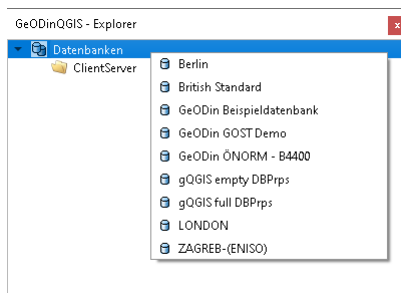 GeODinQGIS - Explorer
Datenbanken
ClientServer
Berlin
British Standard
GeODin Beispieldatenbank
GeODin GOST Demo
GeODin ÖNORM - B4400
gQGIS empty DBPrps
gQGIS full DBPrps
LONDON
ZAGREB-(ENISO)